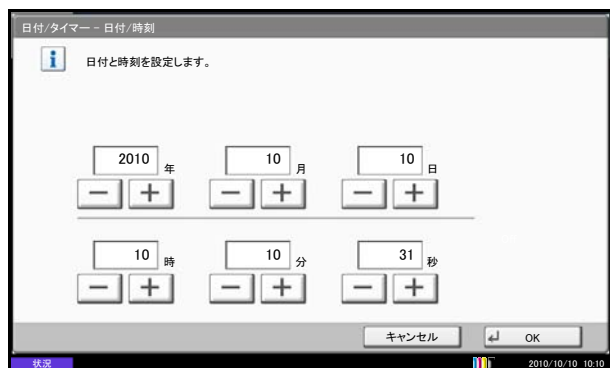 日付/タイマー - 日付/時刻
i 日付と時刻を設定します。
2010 年 10 月 10 日
− + − + − +
10 時 10 分 31 秒
− + − + − +
キャンセル OK
状況 2010/10/10 10:10